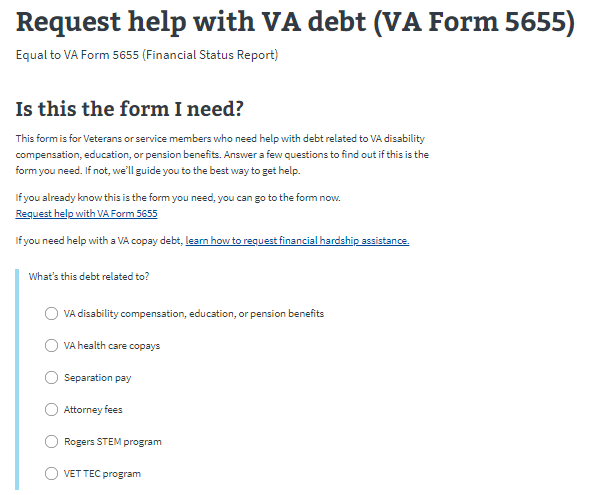 Request help with VA debt (VA Form 5655)
Equal to VA Form 5655 (Financial Status Report)
Is this the form I need?
This form is for Veterans or service members who need help with debt related to VA disability
compensation, education, or pension benefits. Answer a few questions to find out if this is the
form you need. If not, we'll guide you to the best way to get help.
If you already know this is the form you need, you can go to the form now.
Request help with VA Form 5655
If you need help with a VA copay debt, learn how to request financial hardship assistance.
What's this debt related to?
VA disability compensation, education, or pension benefits
VA health care copays
Separation pay
Attorney fees
Rogers STEM program
VET TEC program